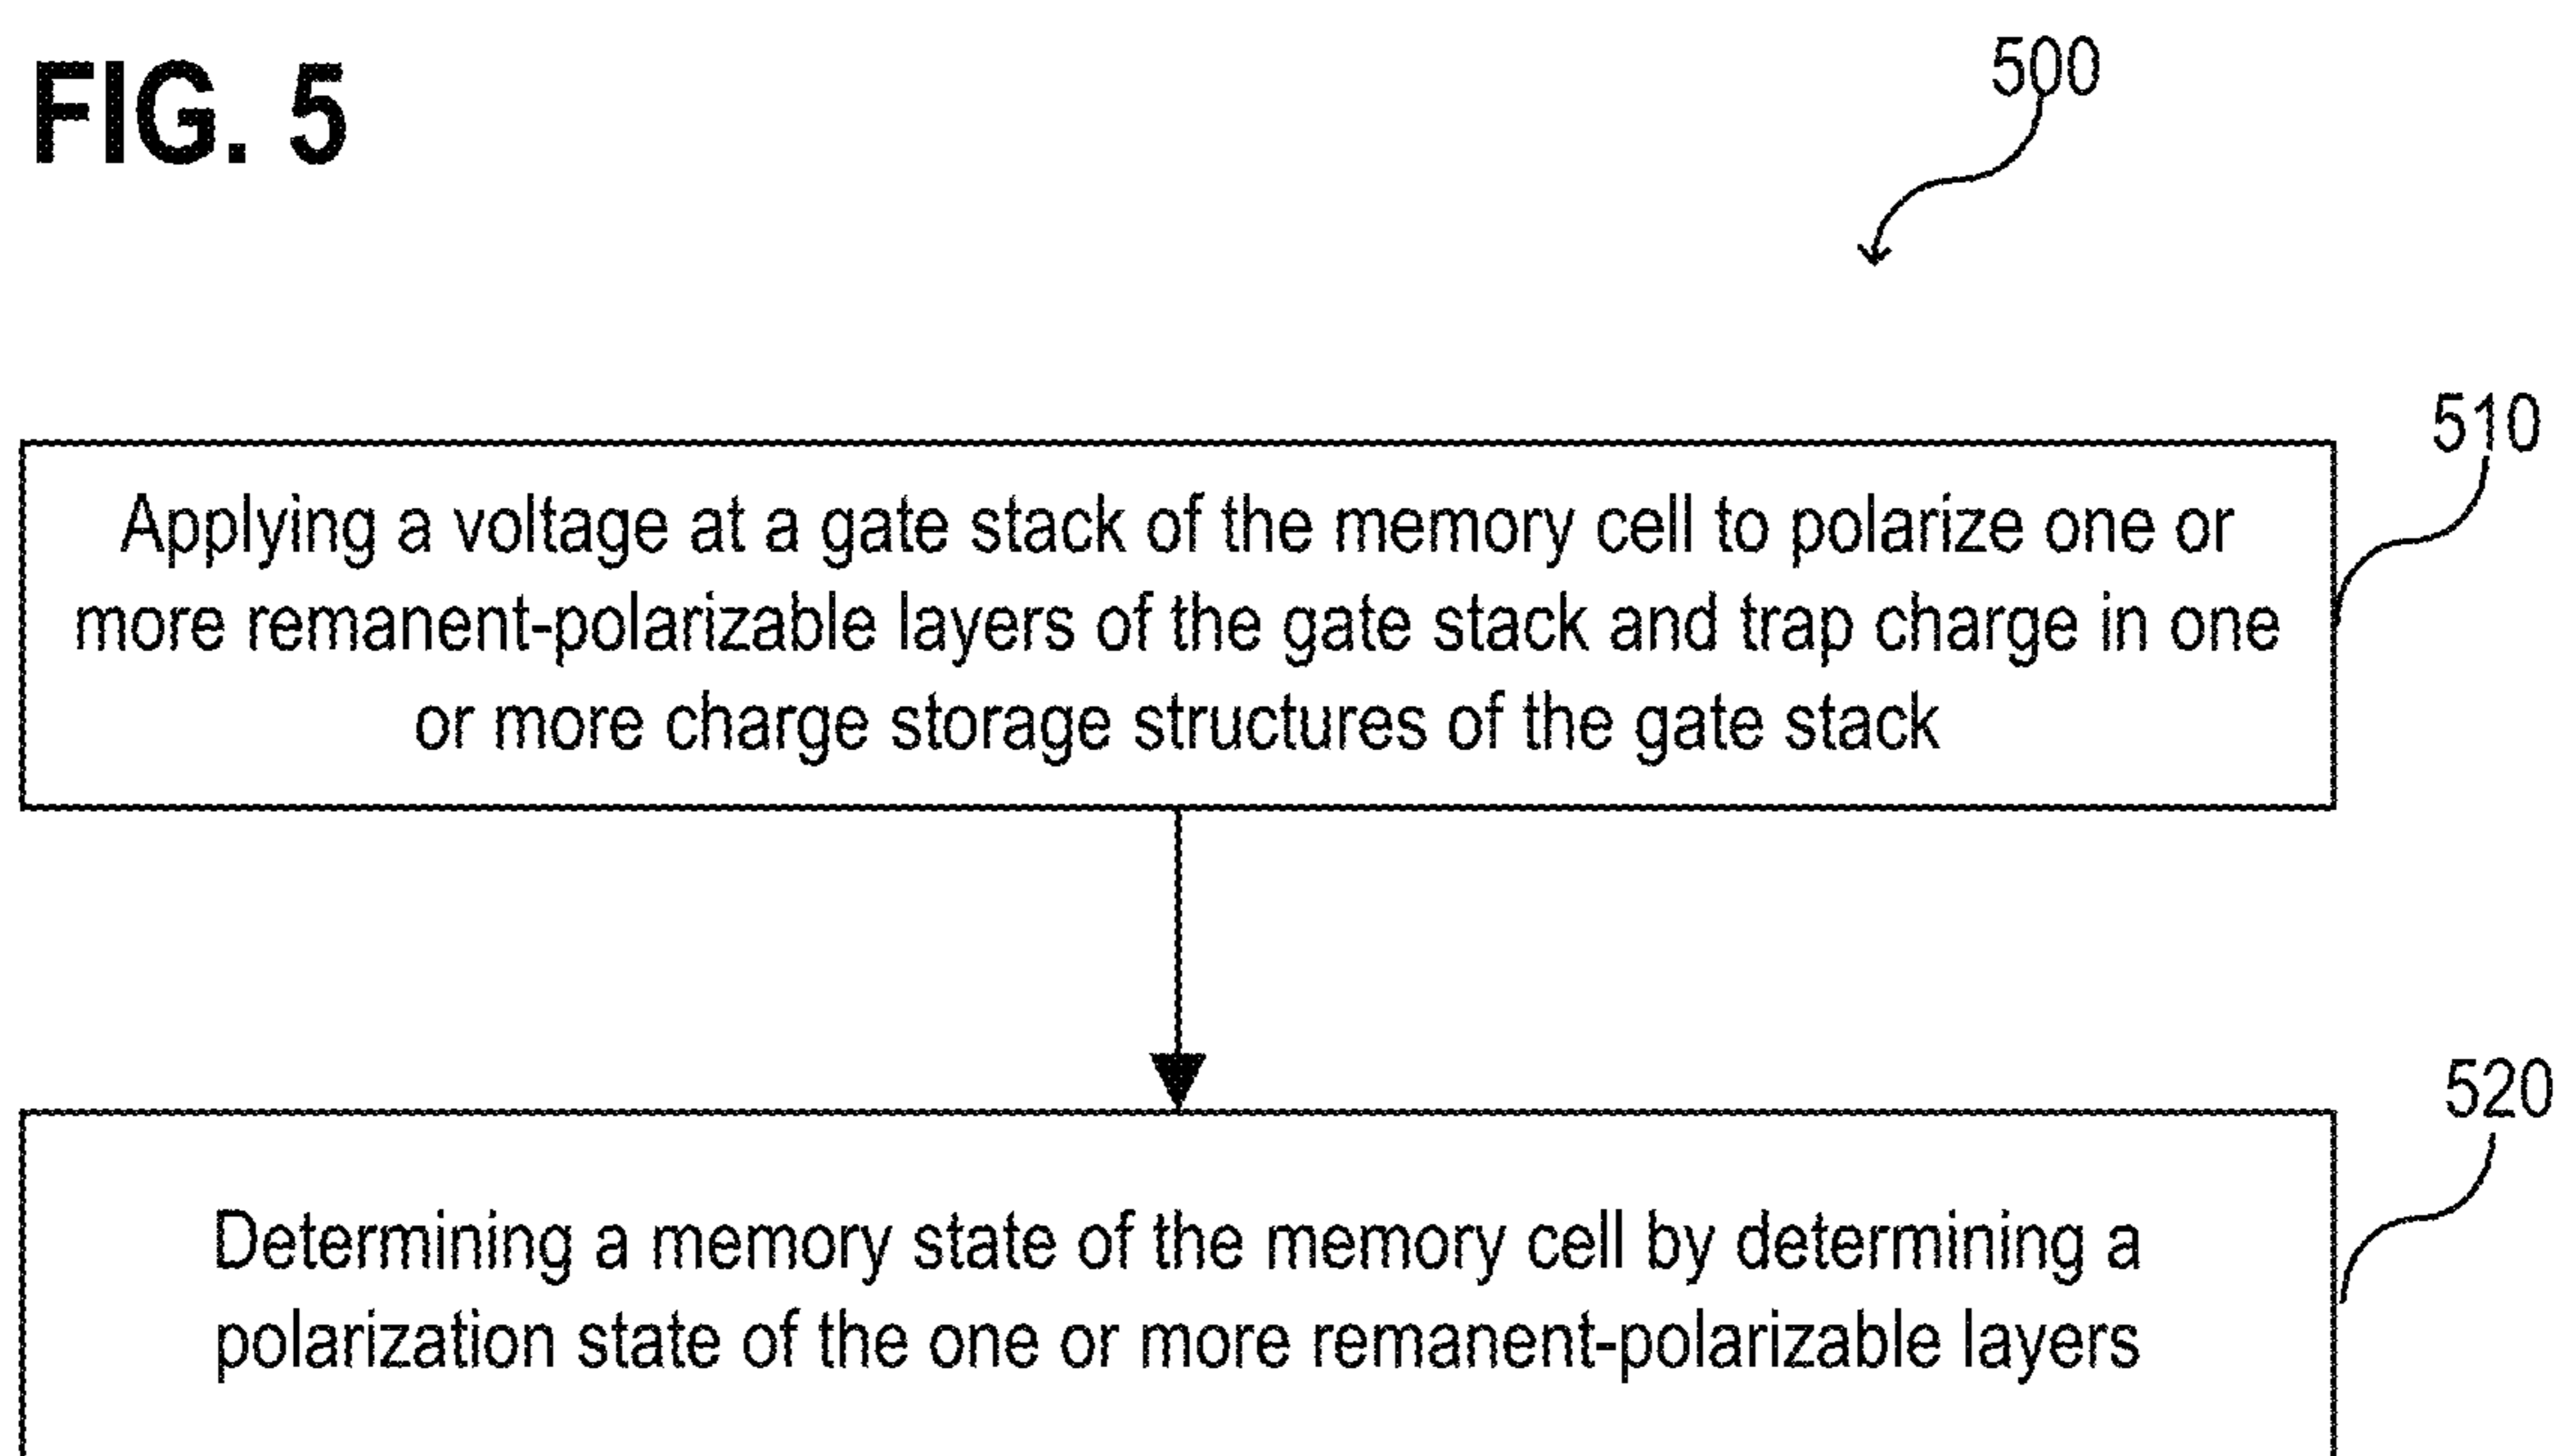 FIG. 5
500
510
Applying a voltage at a gate stack of the memory cell to polarize one or
more remanent-polarizable layers of the gate stack and trap charge in one
or more charge storage structures of the gate stack
520
Determining a memory state of the memory cell by determining a
polarization state of the one or more remanent-polarizable layers